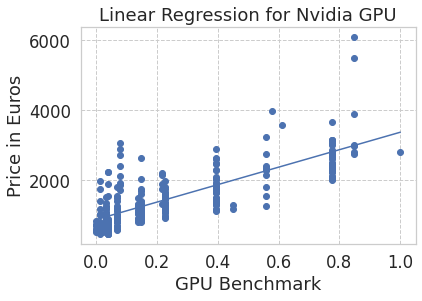 Linear Regression for Nvidia GPU
6000
4000
2000
Price in Euros
0.0 0.2 0.4 0.6 0.8 1.0
GPU Benchmark